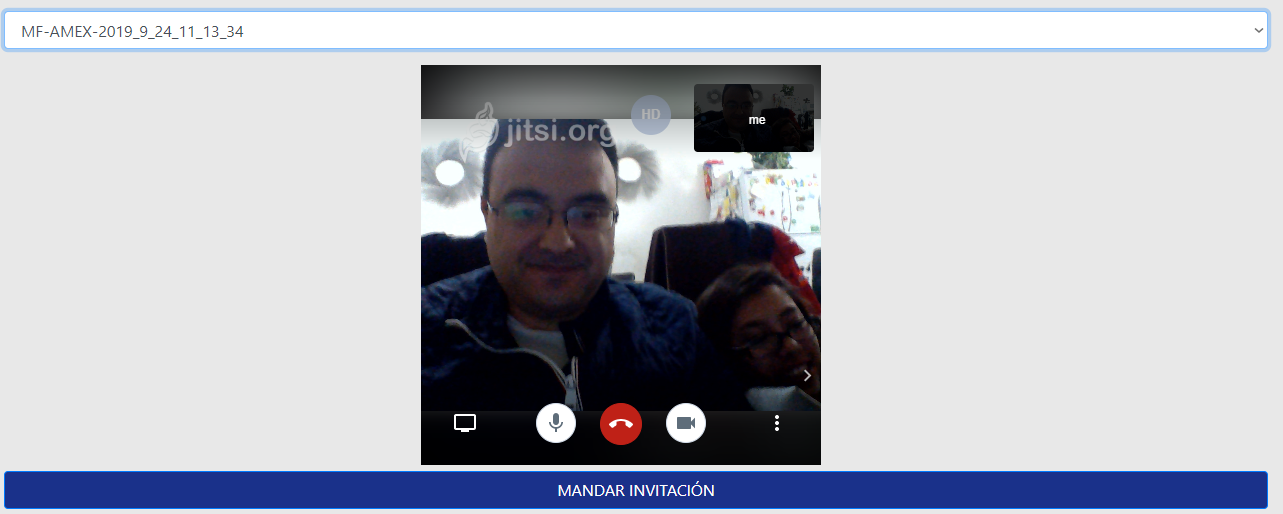 MF-AMEX-2019_9_24_11_13_34
HD
jitsi.org
me
MANDAR INVITACIÓN